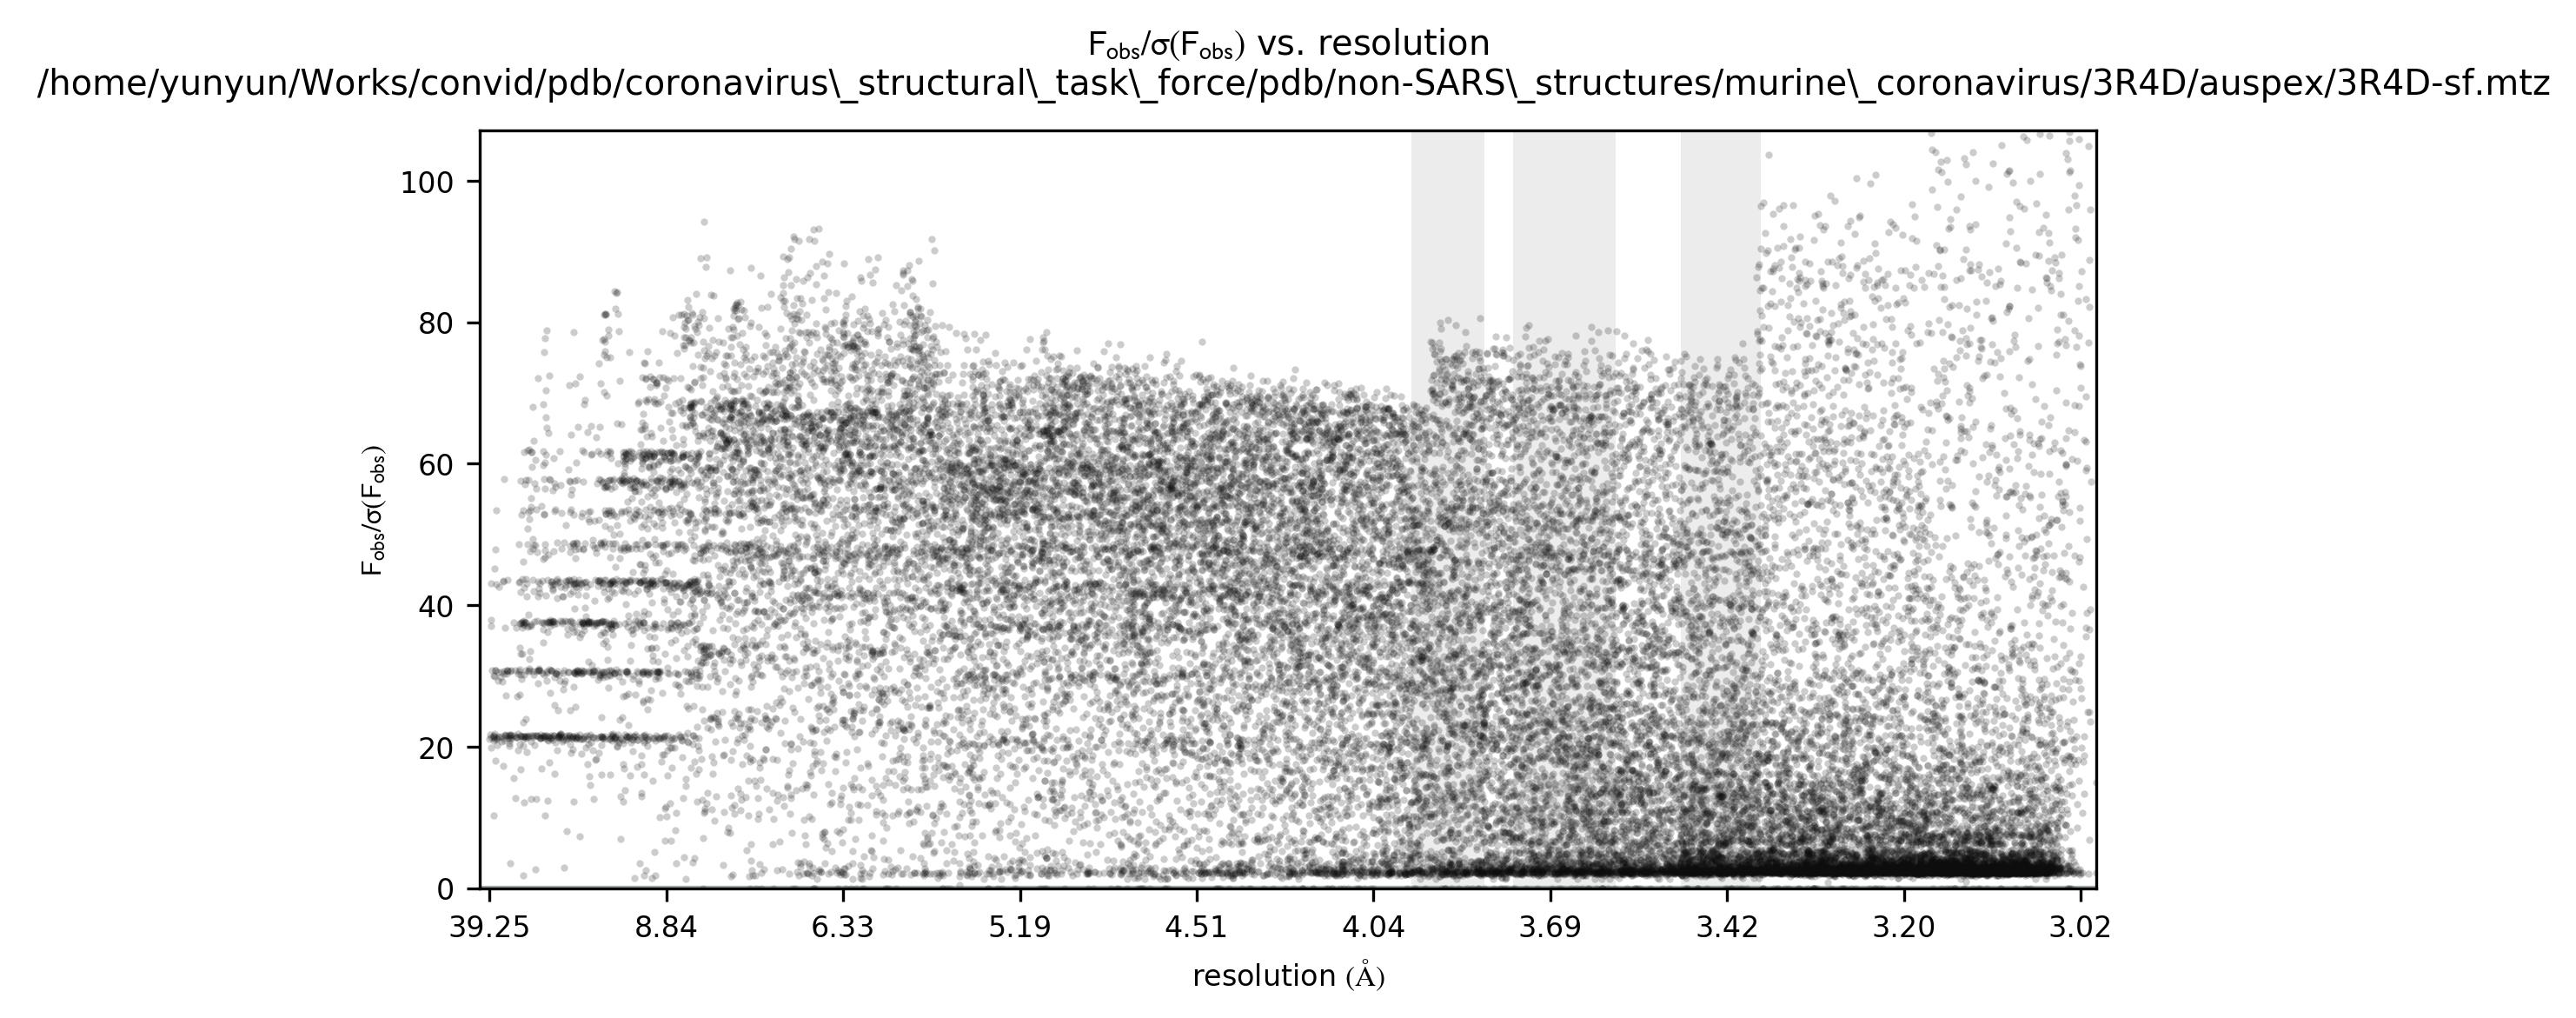 Fobs/σ(Fobs) vs. resolution
/home/yunyun/Works/convid/pdb/coronavirus\_structural\_task\_force/pdb/non-SARS\_structures/murine\_coronavirus/3R4D/auspex/3R4D-sf.mtz
Fobs/σ(Fobs)
100
80
60
40
20
0
39.25 8.84 6.33 5.19 4.51 4.04 3.69 3.42 3.20 3.02
resolution (Å)